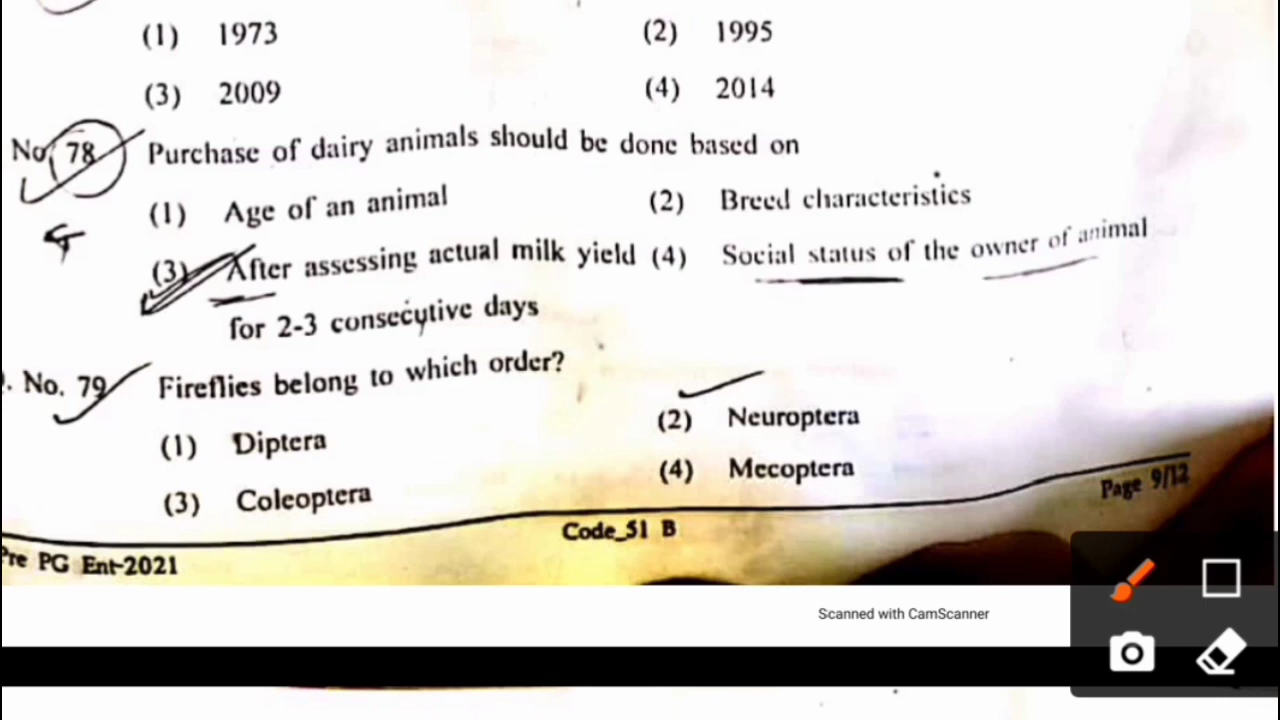 (1) 1973 (2) 1995
(3) 2009 (4) 2014
No. 78 Purchase of dairy animals should be done based on
(1) Age of an animal (2) Breed characteristics
(3) After assessing actual milk yield (4) Social status of the owner of animal
for 2-3 consecutive days
. No. 79 Fireflies belong to which order?
(1) Diptera (2) Neuroptera
(3) Coleoptera (4) Mecoptera
Page 9/12
Code_51 B
Pre PG Ent-2021
Scanned with CamScanner